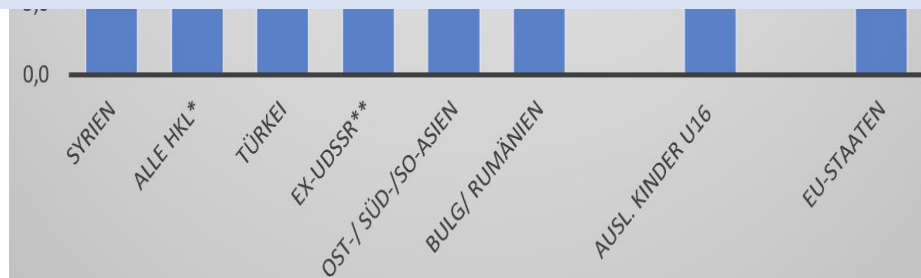 0,0
SYRIEN
ALLE HKL*
TÜRKEI
EX-UDSSR**
OST-/ SÜD-/SO-ASIEN
BULG/ RUMÄNIEN
AUSL. KINDER U16
EU-STAATEN